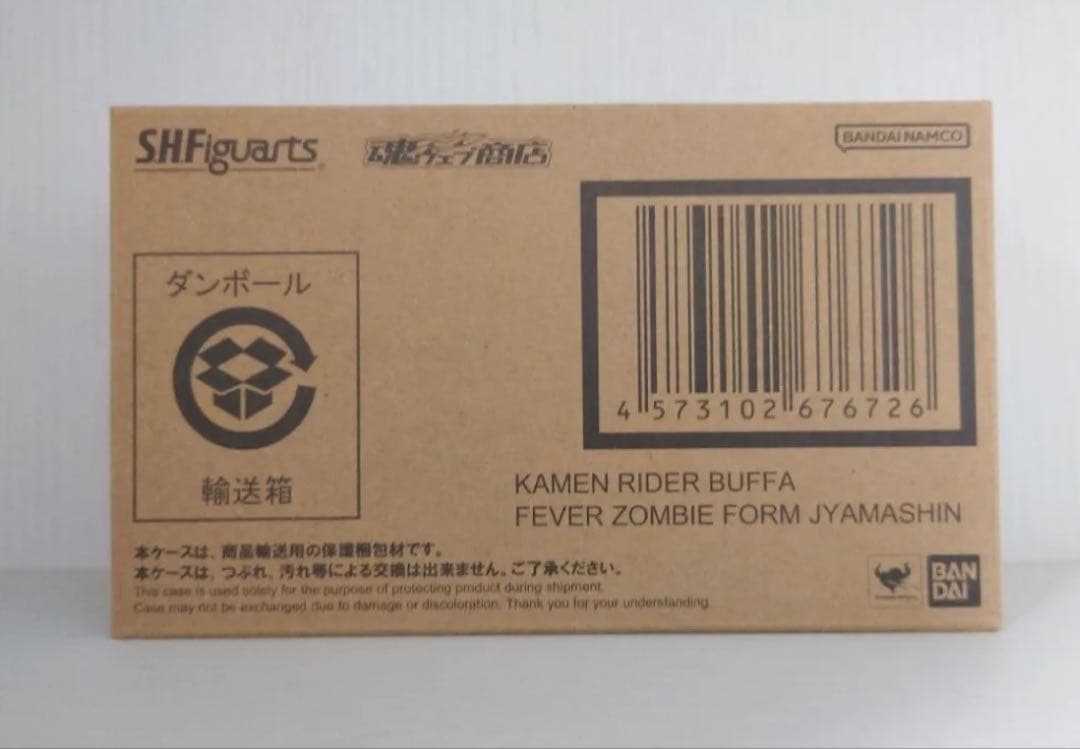 S.H.Figuarts
魂ウェブ商店
BANDAI NAMCO
ダンボール
輸送箱
4 573102 676726
KAMEN RIDER BUFFA
FEVER ZOMBIE FORM JYAMASHIN
本ケースは、商品輸送用の保護梱包材です。
本ケースは、つぶれ、汚れ等による交換は出来ません。ご了承ください。
This case is used solely for the purpose of protecting product during shipment.
Case may not be exchanged due to damage or discoloration. Thank you for your understanding.
BAN
DAI